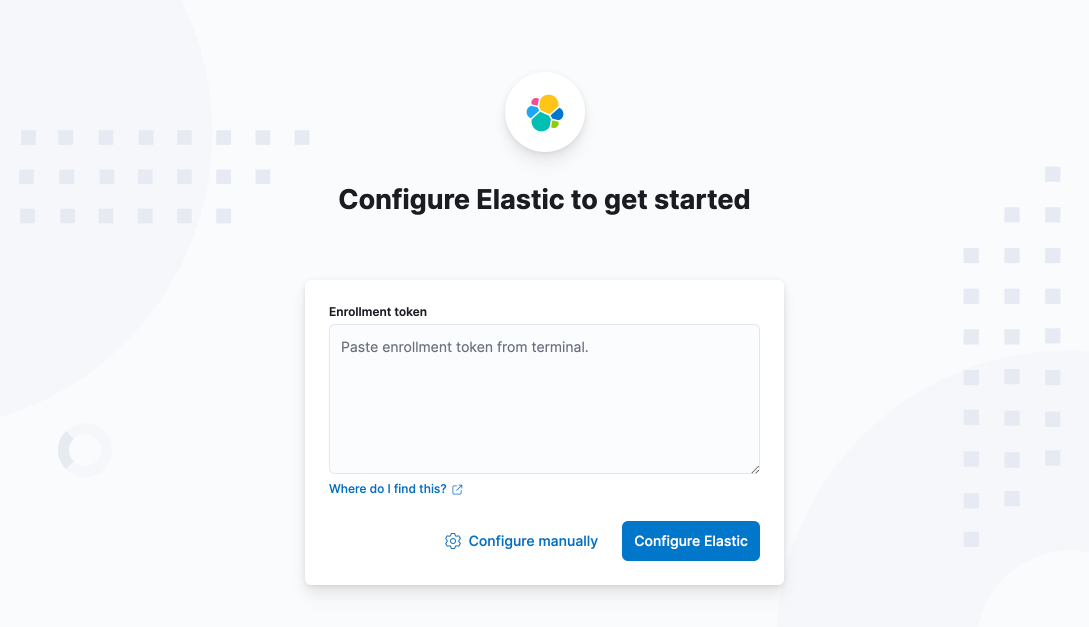 Configure Elastic to get started
Enrollment token
Paste enrollment token from terminal.
Where do I find this?
Configure manually
Configure Elastic